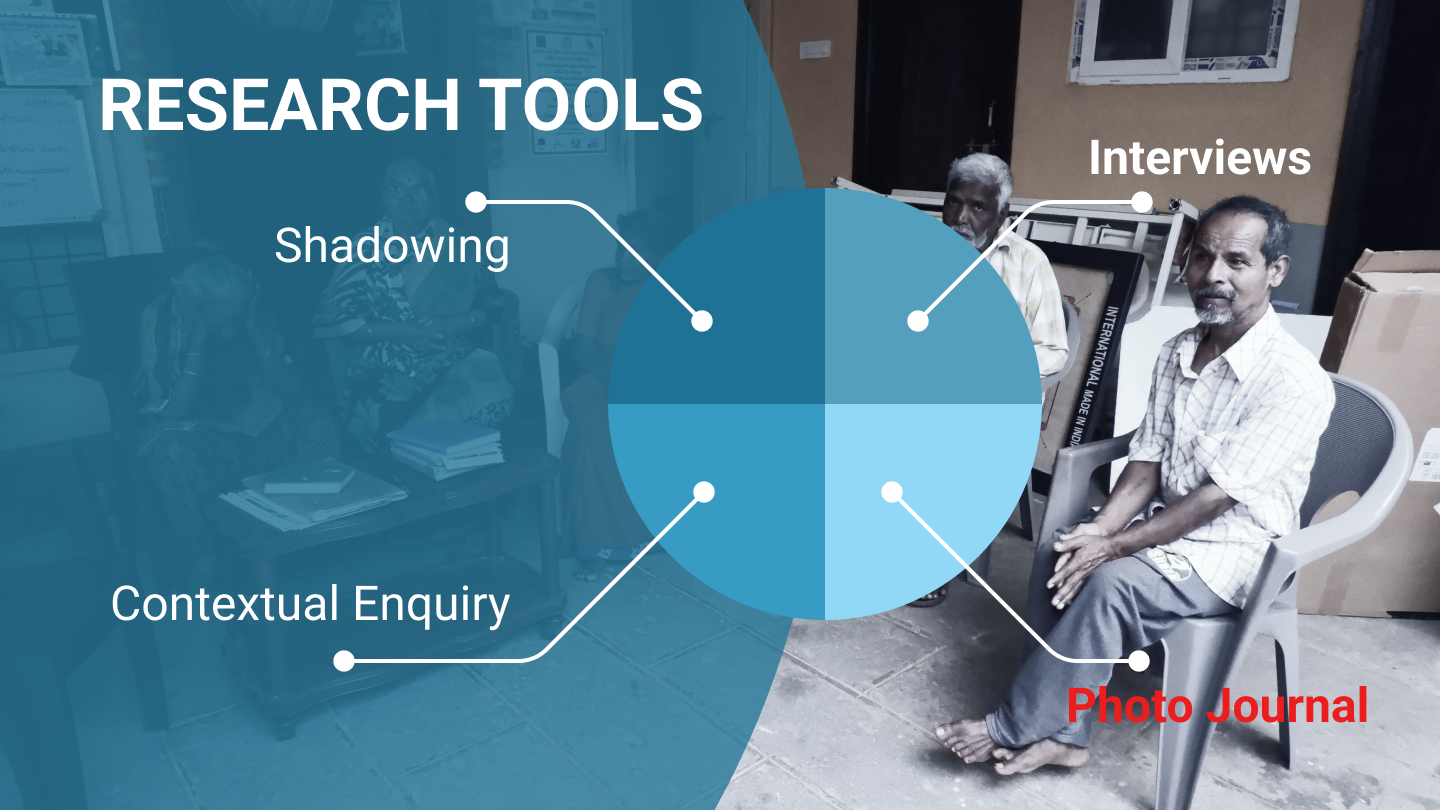 RESEARCH TOOLS
Interviews
Shadowing
INTERNATIONAL MADE IN INDIA
Contextual Enquiry
Photo Journal